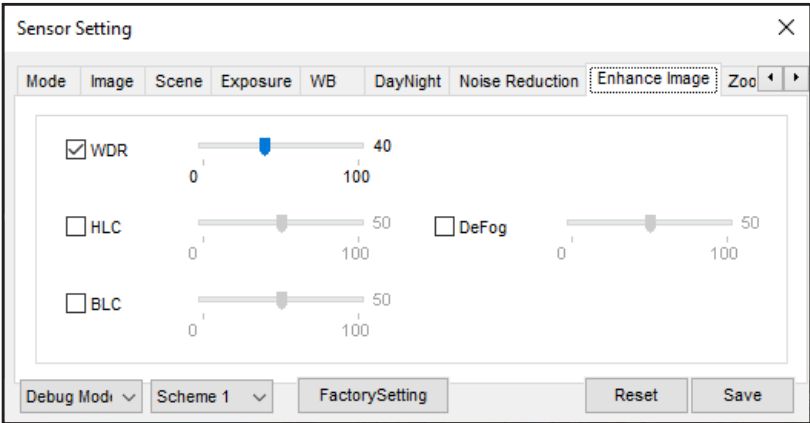 Sensor Setting
Mode Image Scene Exposure WB DayNight Noise Reduction Enhance Image Zoo
WDR 40
0 100
HLC 50 DeFog 50
0 100 0 100
BLC 50
0 100
Debug Mode Scheme 1 FactorySetting Reset Save